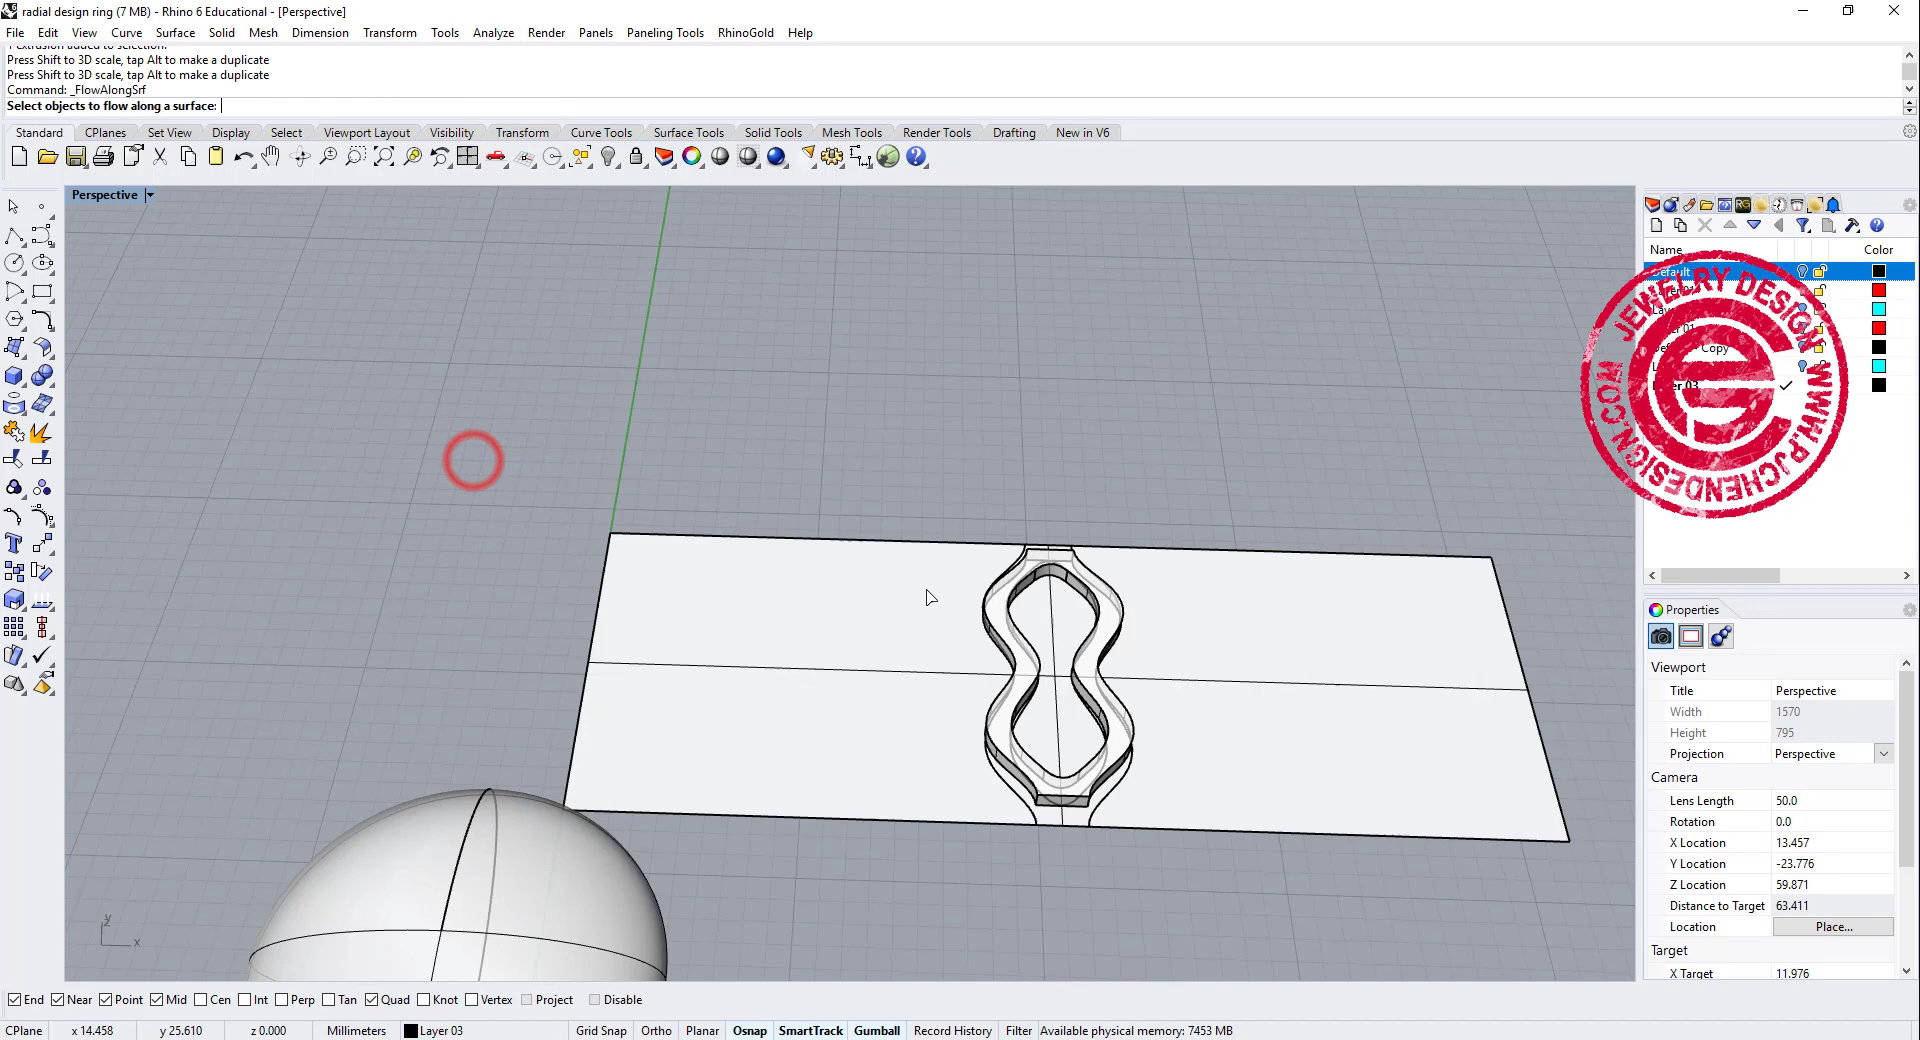 radial design ring (7 MB) - Rhino 6 Educational - [Perspective]
File Edit View Curve Surface Solid Mesh Dimension Transform Tools Analyze Render Panels Paneling Tools RhinoGold Help
1 extrusion added to selection.
Press Shift to 3D scale, tap Alt to make a duplicate
Press Shift to 3D scale, tap Alt to make a duplicate
Command: _FlowAlongSrf
Select objects to flow along a surface:
Standard CPlanes Set View Display Select Viewport Layout Visibility Transform Curve Tools Surface Tools Solid Tools Mesh Tools Render Tools Drafting New in V6
Perspective
Name Color
Default
Copy
JEWELRY DESIGN
WWW.PJCHENDESIGN.COM
Properties
Viewport
Title Perspective
Width 1570
Height 795
Projection Perspective
Camera
Lens Length 50.0
Rotation 0.0
X Location 13.457
Y Location -23.776
Z Location 59.871
Distance to Target 63.411
Location Place...
Target
X Target 11.976
y
z
x
End Near Point Mid Cen Int Perp Tan Quad Knot Vertex Project Disable
CPlane x 14.458 y 25.610 z 0.000 Millimeters Layer 03 Grid Snap Ortho Planar Osnap SmartTrack Gumball Record History Filter Available physical memory: 7453 MB